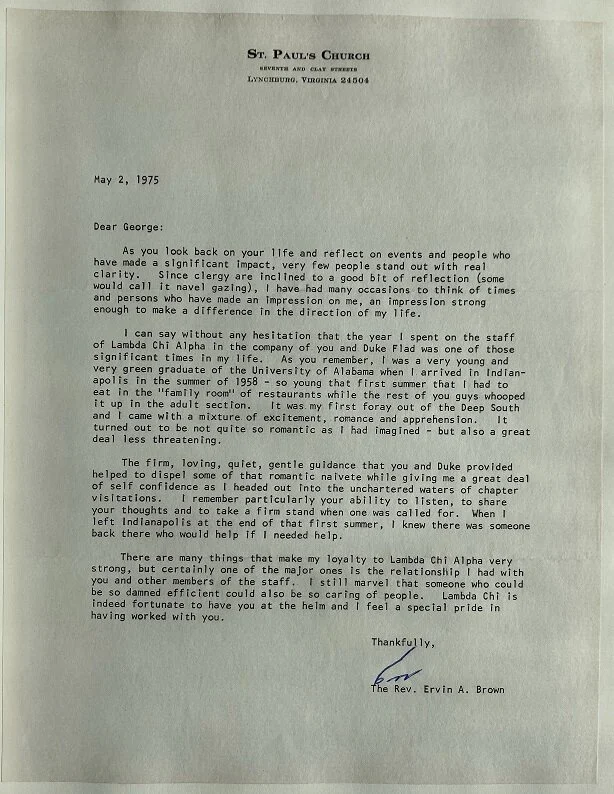 ST. PAUL'S CHURCH
SEVENTH AND CLAY STREETS
LYNCHBURG, VIRGINIA 24504
May 2, 1975
Dear George:
As you look back on your life and reflect on events and people who
have made a significant impact, very few people stand out with real
clarity. Since clergy are inclined to a good bit of reflection (some
would call it navel gazing), I have had many occasions to think of times
and persons who have made an impression on me, an impression strong
enough to make a difference in the direction of my life.
I can say without any hesitation that the year I spent on the staff
of Lambda Chi Alpha in the company of you and Duke Flad was one of those
significant times in my life. As you remember, I was a very young and
very green graduate of the University of Alabama when I arrived in Indian-
apolis in the summer of 1958 - so young that first summer that I had to
eat in the "family room" of restaurants while the rest of you guys whooped
it up in the adult section. It was my first foray out of the Deep South
and I came with a mixture of excitement, romance and apprehension. It
turned out to be not quite so romantic as I had imagined - but also a great
deal less threatening.
The firm, loving, quiet, gentle guidance that you and Duke provided
helped to dispel some of that romantic naivete while giving me a great deal
of self confidence as I headed out into the unchartered waters of chapter
visitations. I remember particularly your ability to listen, to share
your thoughts and to take a firm stand when one was called for. When I
left Indianapolis at the end of that first summer, I knew there was someone
back there who would help if I needed help.
There are many things that make my loyalty to Lambda Chi Alpha very
strong, but certainly one of the major ones is the relationship I had with
you and other members of the staff. I still marvel that someone who could
be so damned efficient could also be so caring of people. Lambda Chi is
indeed fortunate to have you at the helm and I feel a special pride in
having worked with you.
Thankfully,
The Rev. Ervin A. Brown